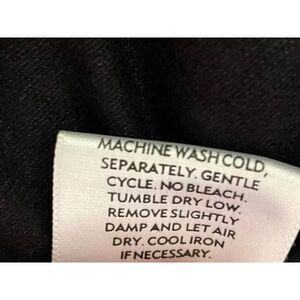 MACHINE WASH COLD,
SEPARATELY. GENTLE
CYCLE. NO BLEACH.
TUMBLE DRY LOW.
REMOVE SLIGHTLY
DAMP AND LET AIR
DRY. COOL IRON
IF NECESSARY.